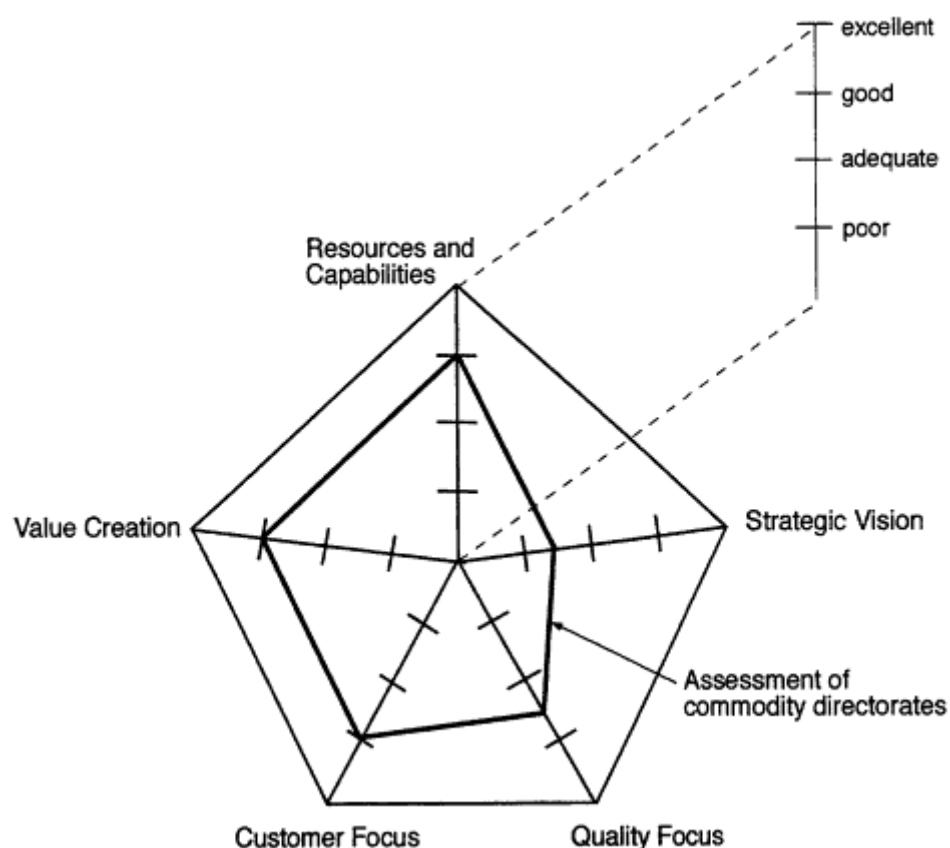 excellent
good
adequate
poor
Resources and
Capabilities
Value Creation
Strategic Vision
Assessment of
commodity directorates
Customer Focus
Quality Focus